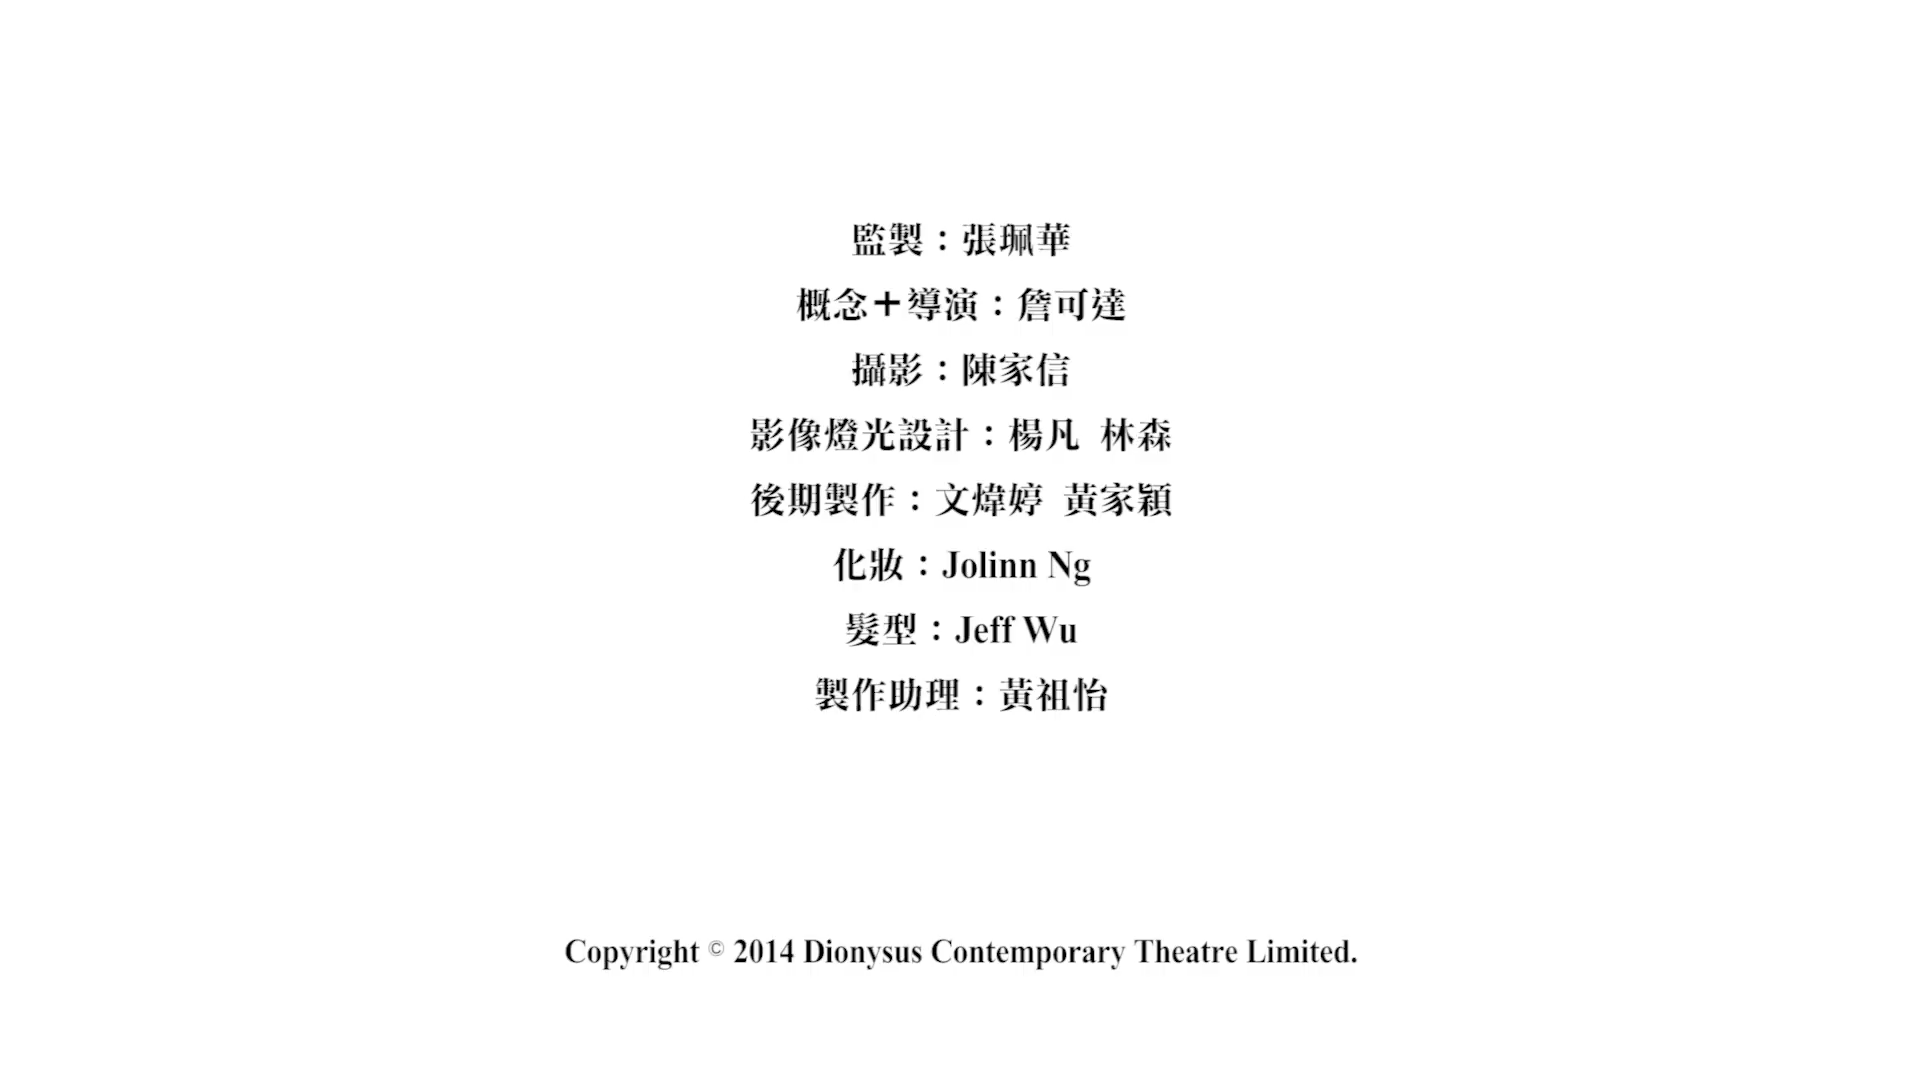 監製：張珮華
概念＋導演：詹可達
攝影：陳家信
影像燈光設計：楊凡 林森
後期製作：文煒婷 黃家穎
化妝：Jolinn Ng
髮型：Jeff Wu
製作助理：黃祖怡
Copyright © 2014 Dionysus Contemporary Theatre Limited.